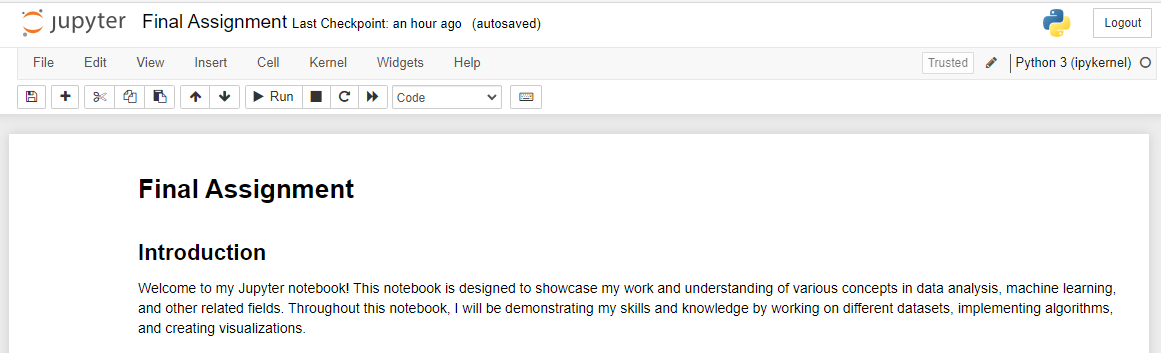 jupyter Final Assignment Last Checkpoint: an hour ago (autosaved) Logout
File Edit View Insert Cell Kernel Widgets Help Trusted Python 3 (ipykernel)
Run Code
Final Assignment
Introduction
Welcome to my Jupyter notebook! This notebook is designed to showcase my work and understanding of various concepts in data analysis, machine learning,
and other related fields. Throughout this notebook, I will be demonstrating my skills and knowledge by working on different datasets, implementing algorithms,
and creating visualizations.